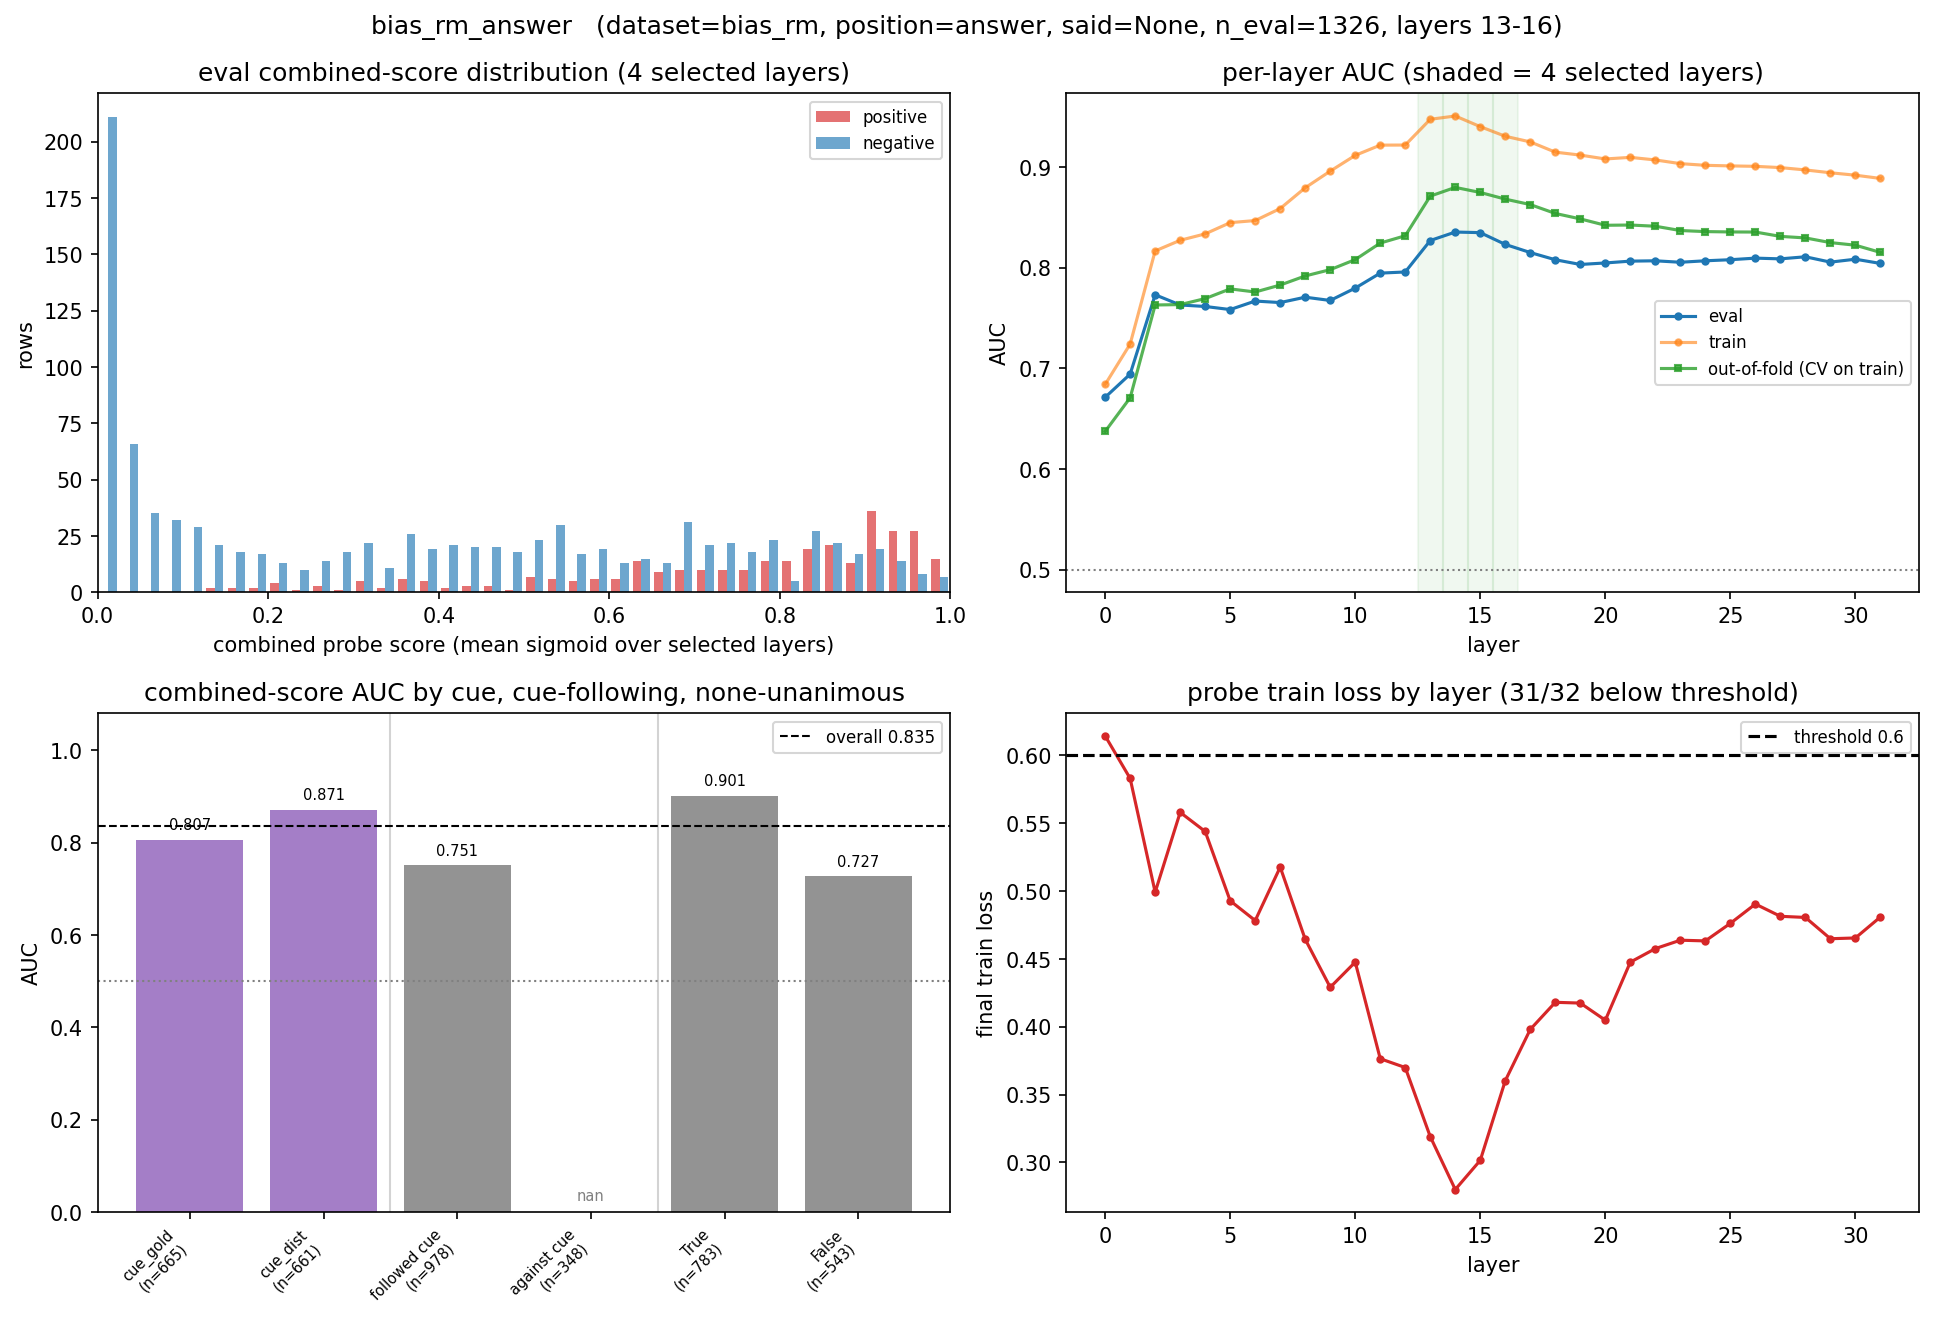 bias_rm_answer (dataset=bias_rm, position=answer, said=None, n_eval=1326, layers 13-16)
eval combined-score distribution (4 selected layers)
positive
negative
200
175
150
125
100
75
50
25
0
rows
0.0 0.2 0.4 0.6 0.8 1.0
combined probe score (mean sigmoid over selected layers)
per-layer AUC (shaded = 4 selected layers)
0.9
0.8
0.7
0.6
0.5
AUC
eval
train
out-of-fold (CV on train)
0 5 10 15 20 25 30
layer
combined-score AUC by cue, cue-following, none-unanimous
overall 0.835
1.0
0.8
0.6
0.4
0.2
0.0
AUC
0.807
0.871
0.751
nan
0.901
0.727
cue_gold
(n=665)
cue_dist
(n=661)
followed cue
(n=978)
against cue
(n=348)
True
(n=783)
False
(n=543)
probe train loss by layer (31/32 below threshold)
threshold 0.6
0.60
0.55
0.50
0.45
0.40
0.35
0.30
final train loss
0 5 10 15 20 25 30
layer